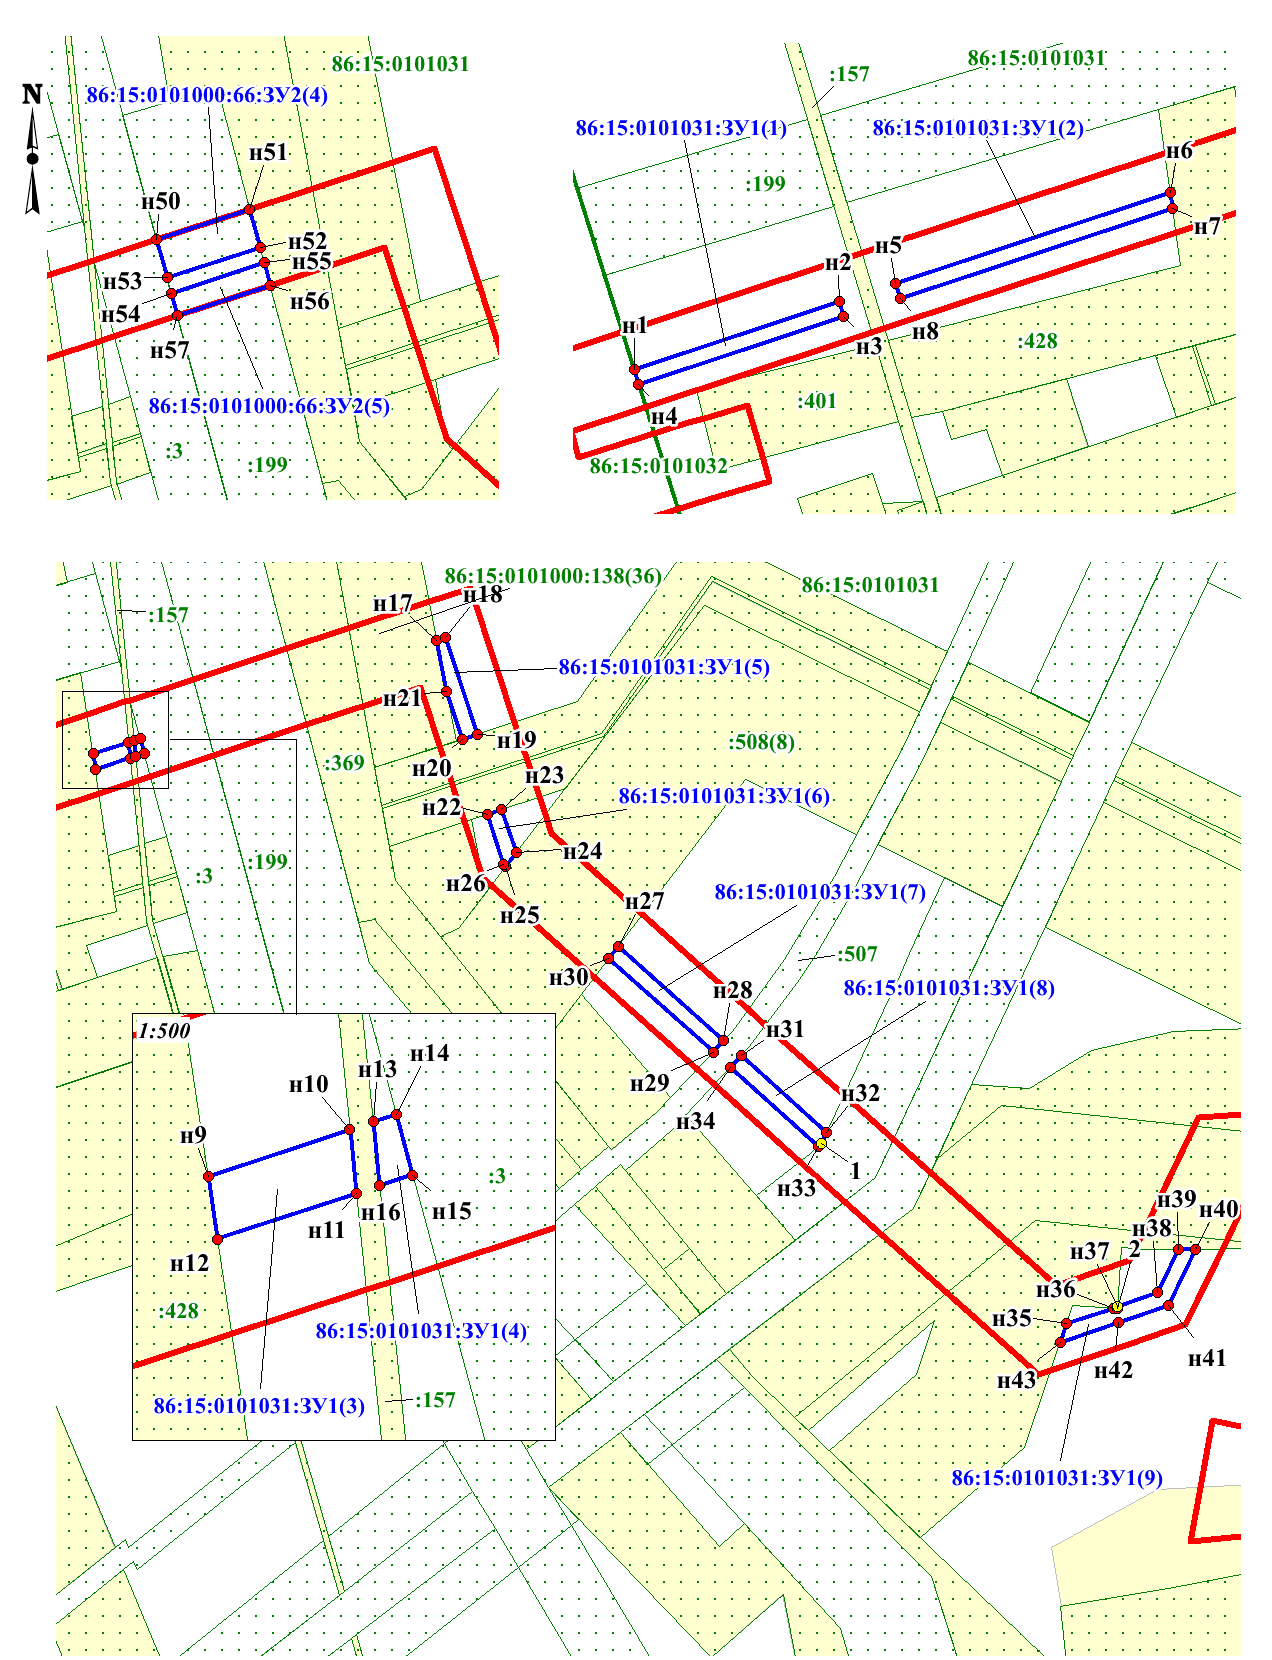 N
86:15:0101031
86:15:0101000:66:ЗУ2(4)
н51
н50
н52
н55
н53
н54
н56
н57
86:15:0101000:66:ЗУ2(5)
:3
:199
86:15:0101031
:157
86:15:0101031:ЗУ1(1)
86:15:0101031:ЗУ1(2)
н6
:199
н7
н5
н2
н1
н8
н3
:428
:401
н4
86:15:0101032
86:15:0101000:138(36)
86:15:0101031
н17
н18
:157
86:15:0101031:ЗУ1(5)
н21
н19
:508(8)
:369
н20
н23
86:15:0101031:ЗУ1(6)
н22
н24
:199
:3
н26
86:15:0101031:ЗУ1(7)
н25
н27
:507
н30
86:15:0101031:ЗУ1(8)
н28
н31
н29
н32
н34
1
н33
1:500
н14
н13
н10
н9
:3
н16
н15
н11
н12
:428
86:15:0101031:ЗУ1(4)
86:15:0101031:ЗУ1(3)
:157
н39
н40
н38
н37
2
н36
н35
н41
н42
н43
86:15:0101031:ЗУ1(9)